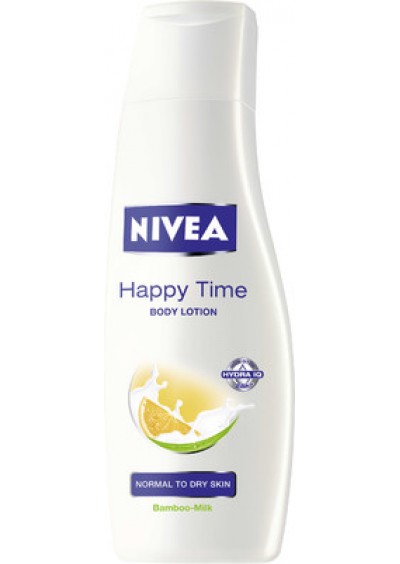 NIVEA
Happy Time
BODY LOTION
HYDRA IQ
NORMAL TO DRY SKIN
Bamboo-Milk